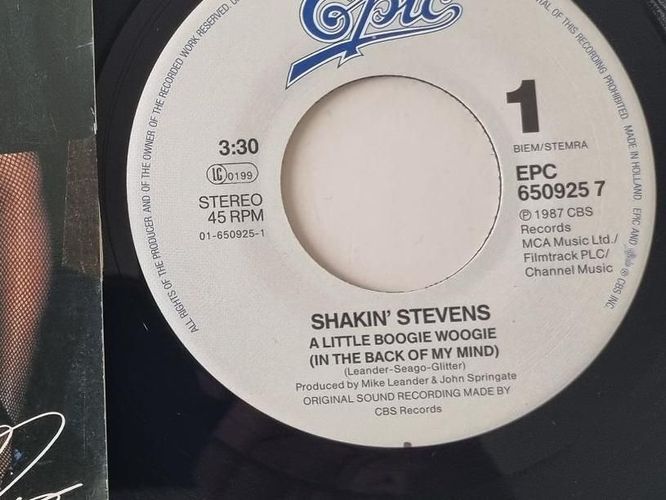 Epic
1
BIEM/STEMRA
3:30
LC 0199
STEREO
45 RPM
01-650925-1
EPC
650925 7
℗ 1987 CBS
Records
MCA Music Ltd./
Filmtrack PLC/
Channel Music
SHAKIN' STEVENS
A LITTLE BOOGIE WOOGIE
(IN THE BACK OF MY MIND)
(Leander-Seago-Glitter)
Produced by Mike Leander & John Springate
ORIGINAL SOUND RECORDING MADE BY
CBS Records
ALL RIGHTS OF THE PRODUCER AND OF THE OWNER OF THE RECORDED WORK RESERVED.
OF THIS RECORDING PROHIBITED. MADE IN HOLLAND. EPIC AND Epic ® CBS INC.